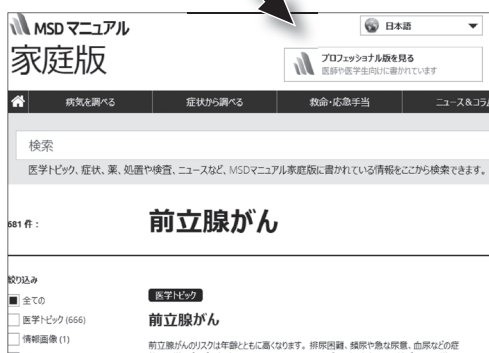 MSD マニュアル
家庭版
日本語
プロフェッショナル版を見る
医師や医学生向けに書かれています
病気を調べる
症状から調べる
救命・応急手当
ニュース&コラ
検索
医学トピック、症状、薬、処置や検査、ニュースなど、MSDマニュアル家庭版に書かれている情報をここから検索できます。
681 件 :
前立腺がん
絞り込み
全ての
医学トピック (666)
情報画像 (1)
医学トピック
前立腺がん
前立腺がんのリスクは年齢とともに高くなります。排尿困難、頻尿や急な尿意、血尿などの症